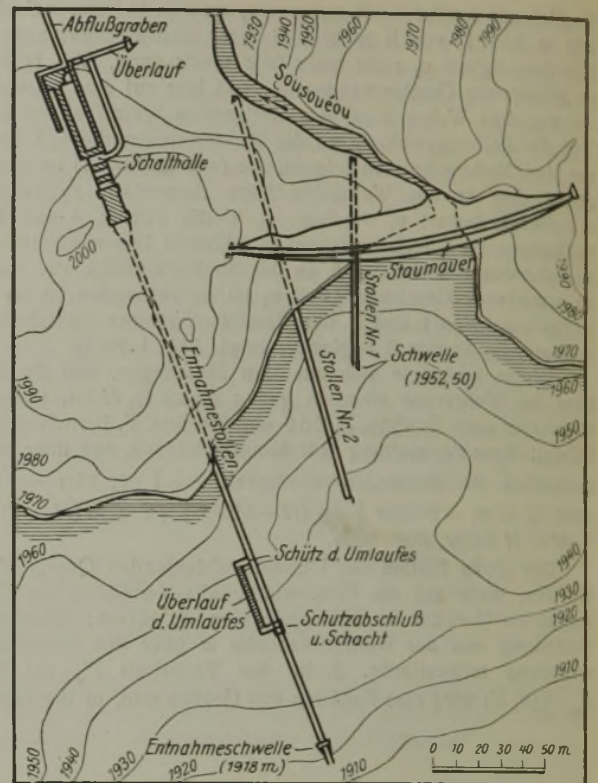 Abflußgraben
Überlauf
Schalthalle
Sousouéou
1930
1940
1950
1960
1970
1980
1990
2000
Staumauer
1990
1980
1970
1960
1950
Stollen Nr. 1
Schwelle
(1952,50)
Stollen Nr. 2
Entnahmestollen
1990
1980
1970
1960
1940
1930
1920
1910
Schütz d. Umlaufes
Überlauf
d. Umlaufes
Schutzabschluß
u. Schacht
Entnahmeschwelle
(1918 m)
1950
1940
1930
1920
1910
0 10 20 30 40 50 m